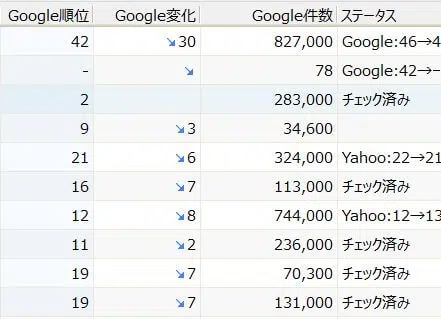 Google順位 Google変化 Google件数 ステータス
42 ↘30 827,000 Google:46→4
- ↘ 78 Google:42→-
2 283,000 チェック済み
9 ↘3 34,600
21 ↘6 324,000 Yahoo:22→21
16 ↘7 113,000 チェック済み
12 ↘8 744,000 Yahoo:12→13
11 ↘2 236,000 チェック済み
19 ↘7 70,300 チェック済み
19 ↘7 131,000 チェック済み